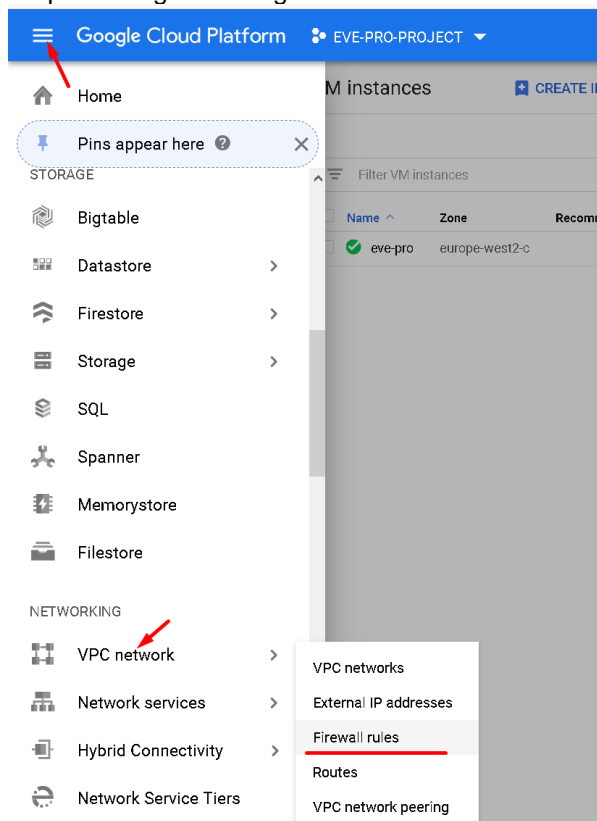 Google Cloud Platform EVE-PRO-PROJECT
Home
M instances CREATE I
Pins appear here
STORAGE
Filter VM instances
Bigtable
Name Zone Recom
eve-pro europe-west2-c
Datastore
Firestore
Storage
SQL
Spanner
Memorystore
Filestore
NETWORKING
VPC network
VPC networks
Network services
External IP addresses
Firewall rules
Hybrid Connectivity
Routes
Network Service Tiers
VPC network peering